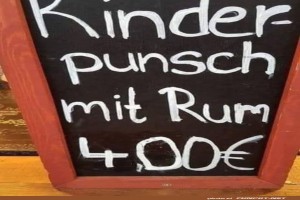 Kinder-
punsch
mit Rum
4,00€